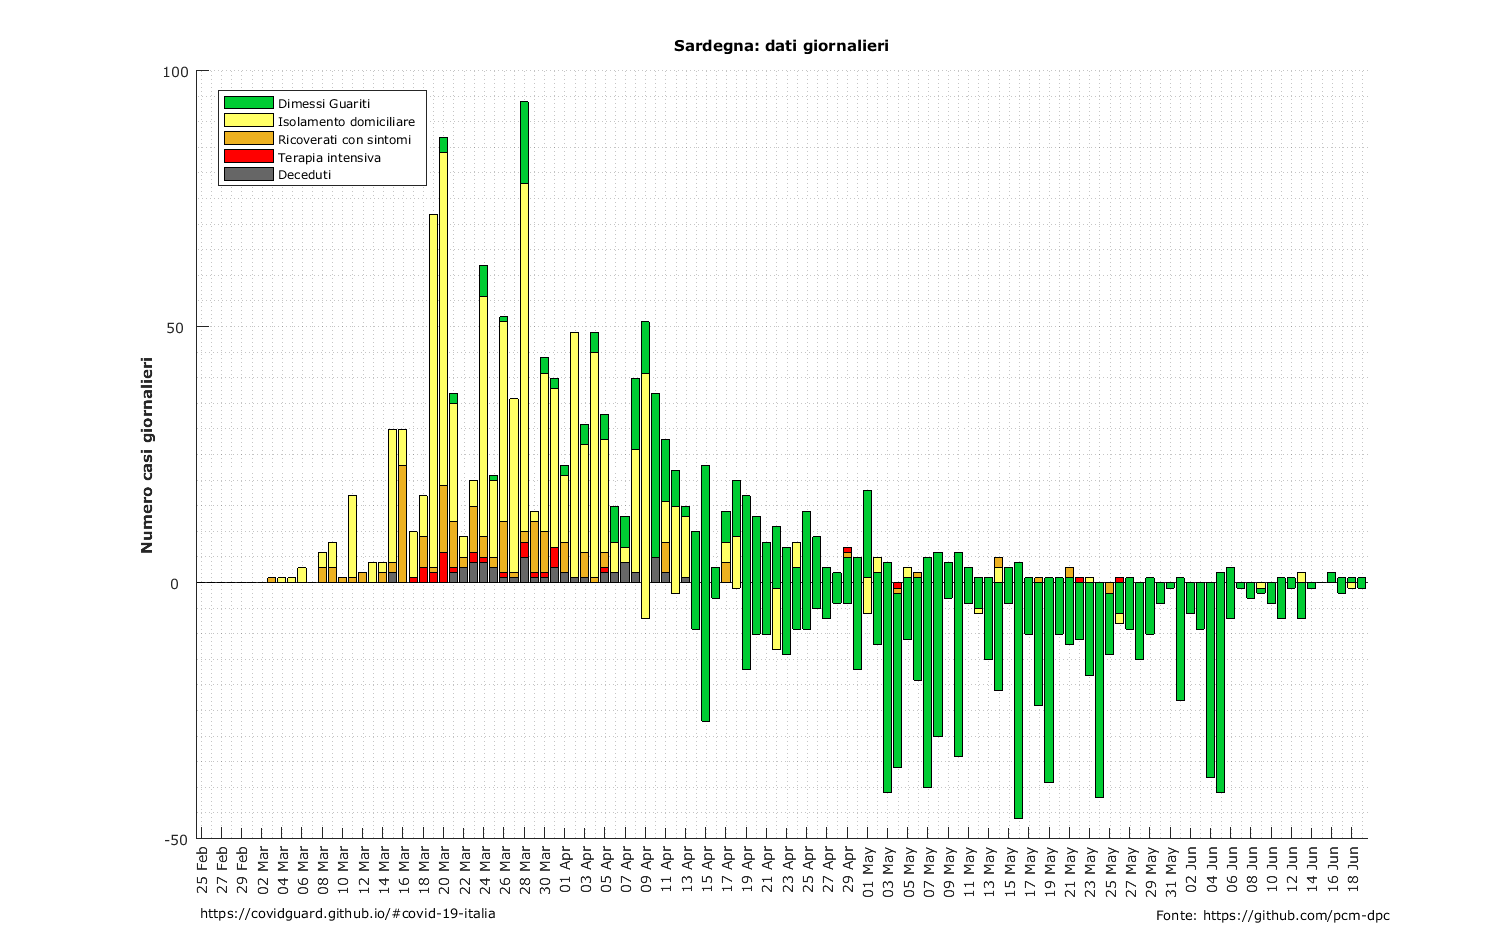 Sardegna: dati giornalieri
100
50
0
-50
Numero casi giornalieri
Dimessi Guariti
Isolamento domiciliare
Ricoverati con sintomi
Terapia intensiva
Deceduti
25 Feb
27 Feb
29 Feb
02 Mar
04 Mar
06 Mar
08 Mar
10 Mar
12 Mar
14 Mar
16 Mar
18 Mar
20 Mar
22 Mar
24 Mar
26 Mar
28 Mar
30 Mar
01 Apr
03 Apr
05 Apr
07 Apr
09 Apr
11 Apr
13 Apr
15 Apr
17 Apr
19 Apr
21 Apr
23 Apr
25 Apr
27 Apr
29 Apr
01 May
03 May
05 May
07 May
09 May
11 May
13 May
15 May
17 May
19 May
21 May
23 May
25 May
27 May
29 May
31 May
02 Jun
04 Jun
06 Jun
08 Jun
10 Jun
12 Jun
14 Jun
16 Jun
18 Jun
https://covidguard.github.io/#covid-19-italia
Fonte: https://github.com/pcm-dpc